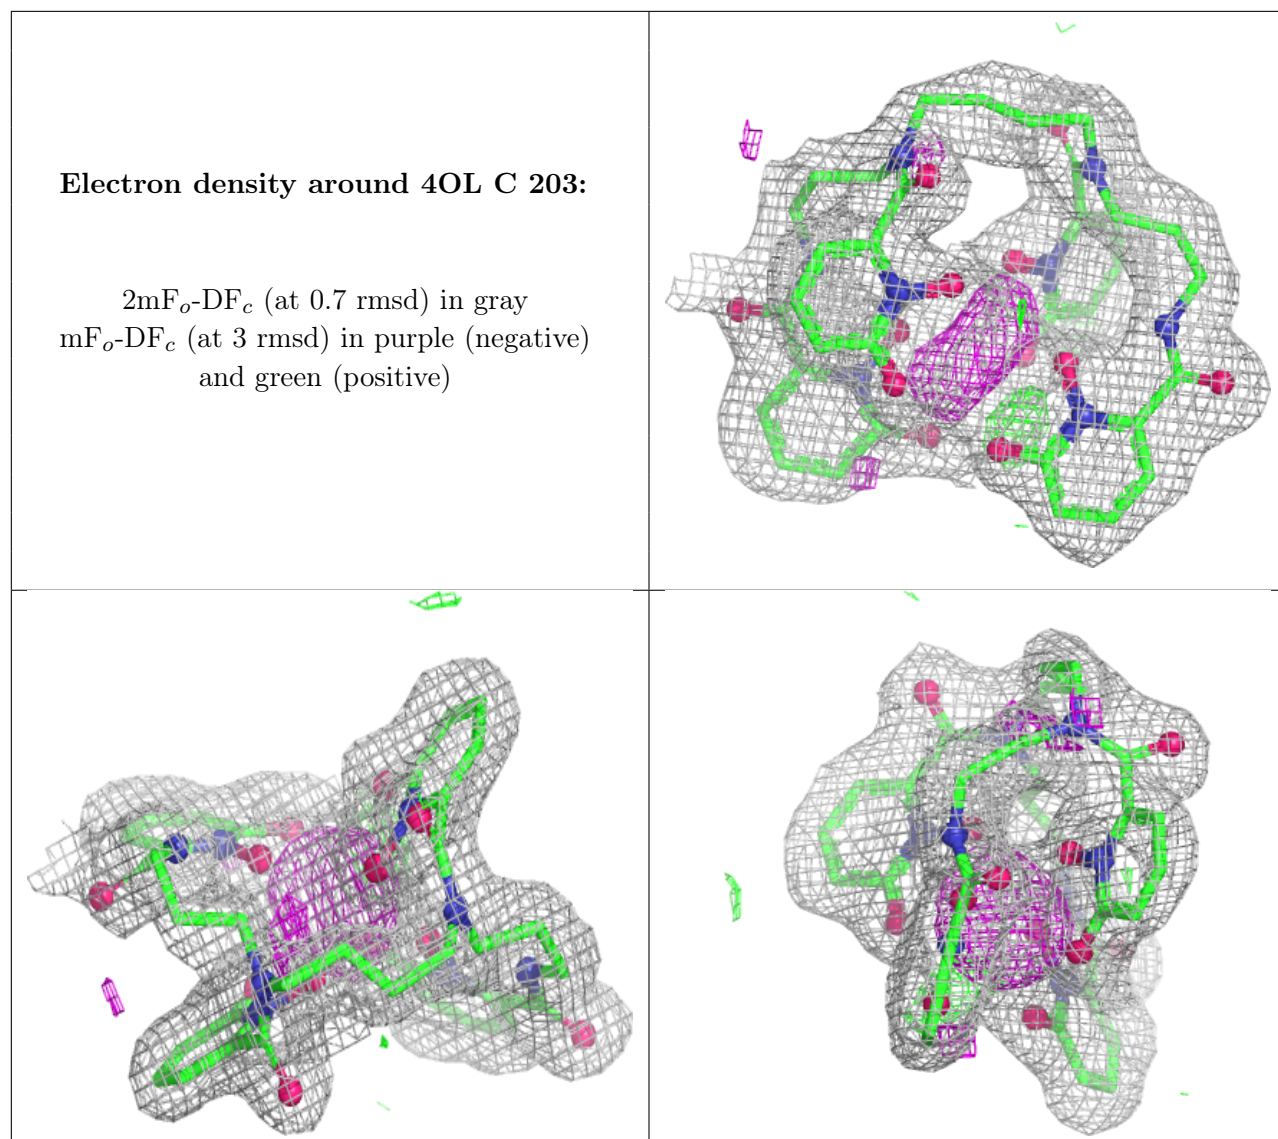 Electron density around 4OL C 203:
2mFo-DFc (at 0.7 rmsd) in gray
mFo-DFc (at 3 rmsd) in purple (negative)
and green (positive)